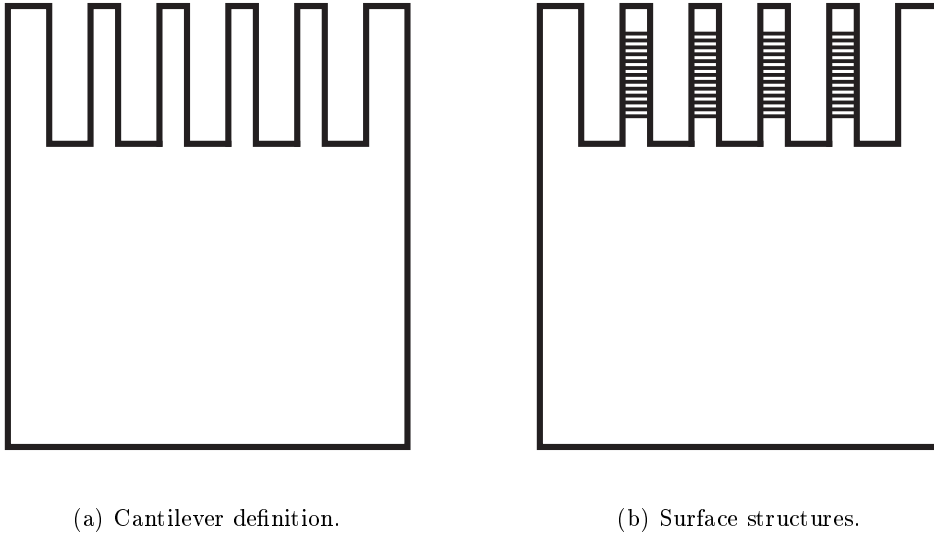 (a) Cantilever definition.
(b) Surface structures.